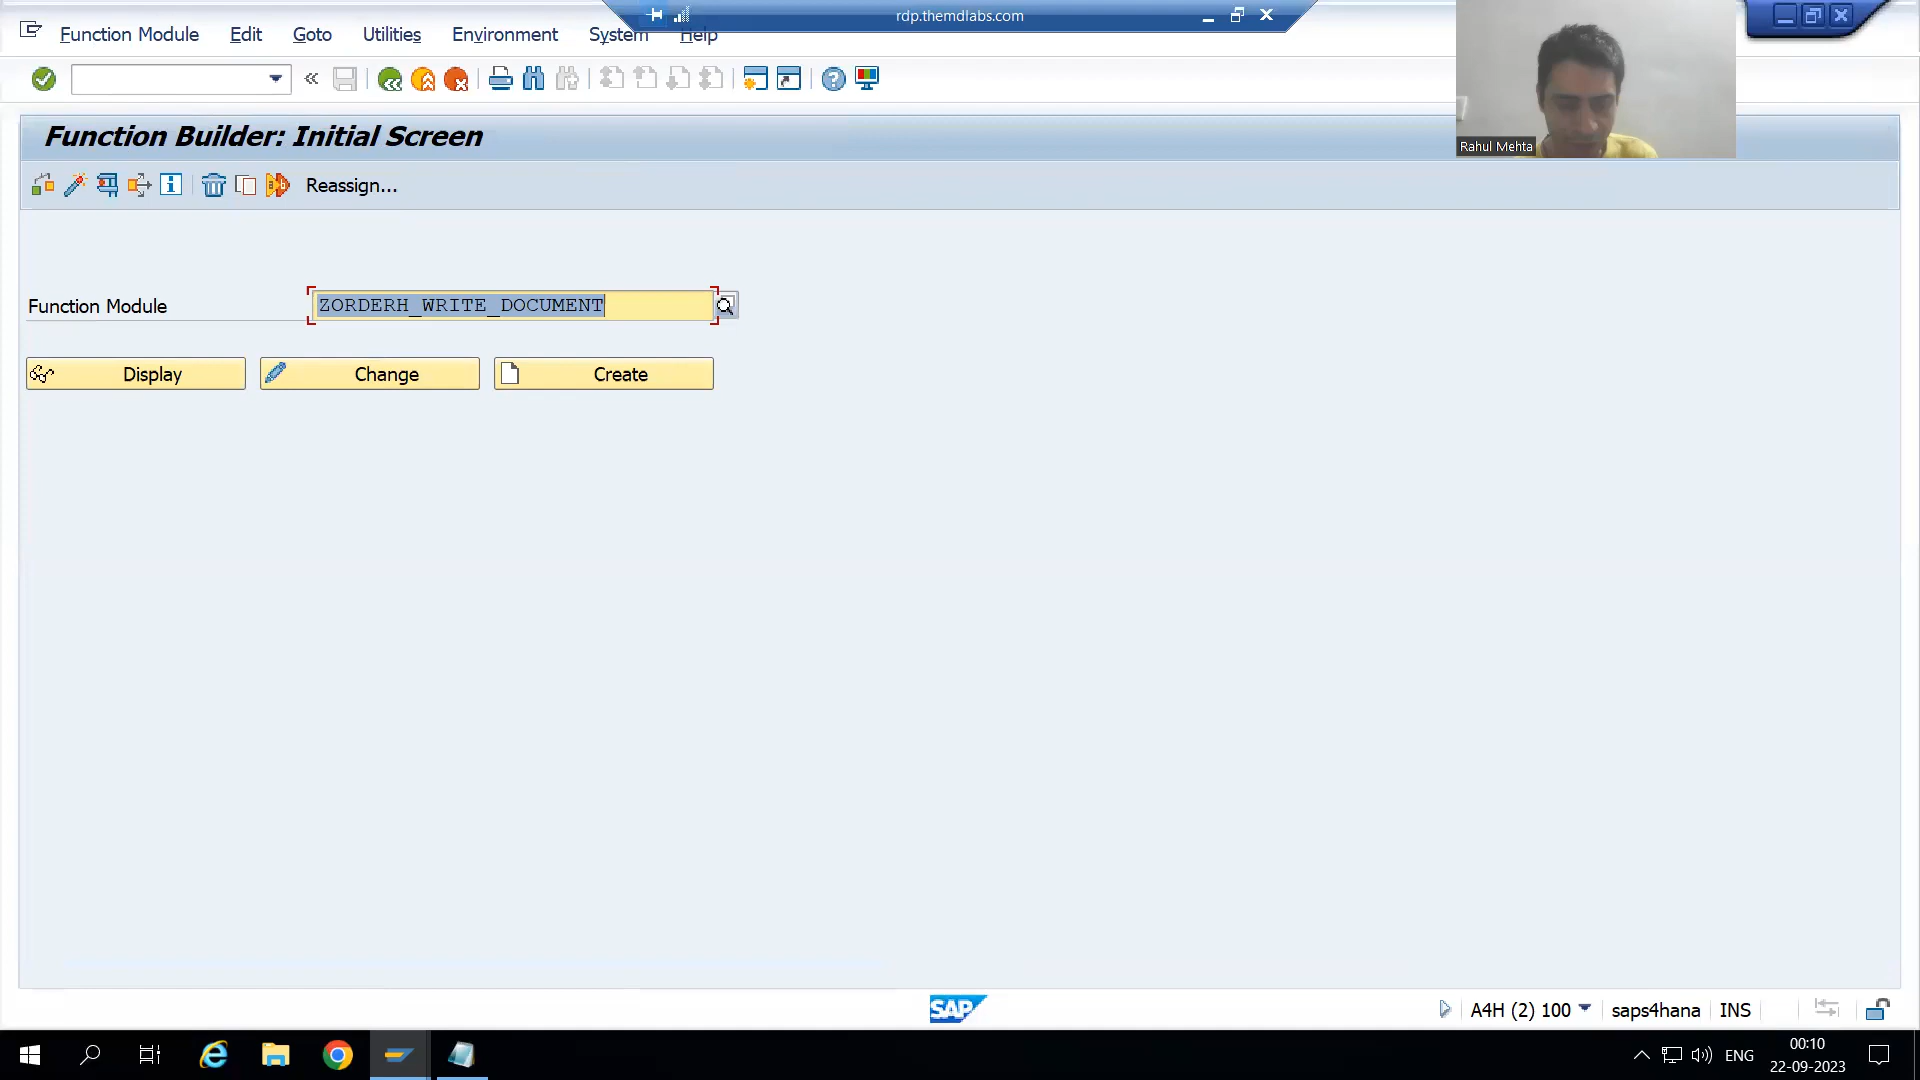 rdp.themdlabs.com
Function Module Edit Goto Utilities Environment System Help
Rahul Mehta
Function Builder: Initial Screen
Reassign...
Function Module ZORDERH_WRITE_DOCUMENT
Display Change Create
SAP A4H (2) 100 saps4hana INS
ENG 00:10
22-09-2023